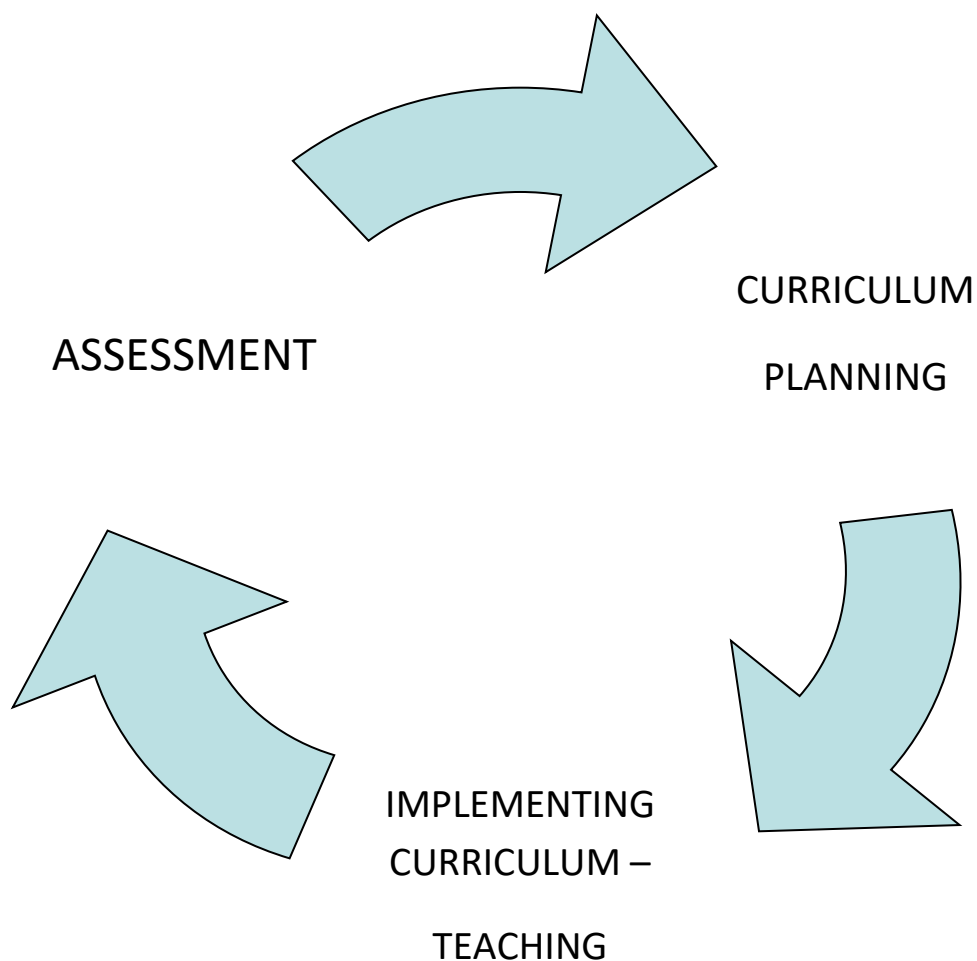 ASSESSMENT
CURRICULUM
PLANNING
IMPLEMENTING
CURRICULUM –
TEACHING